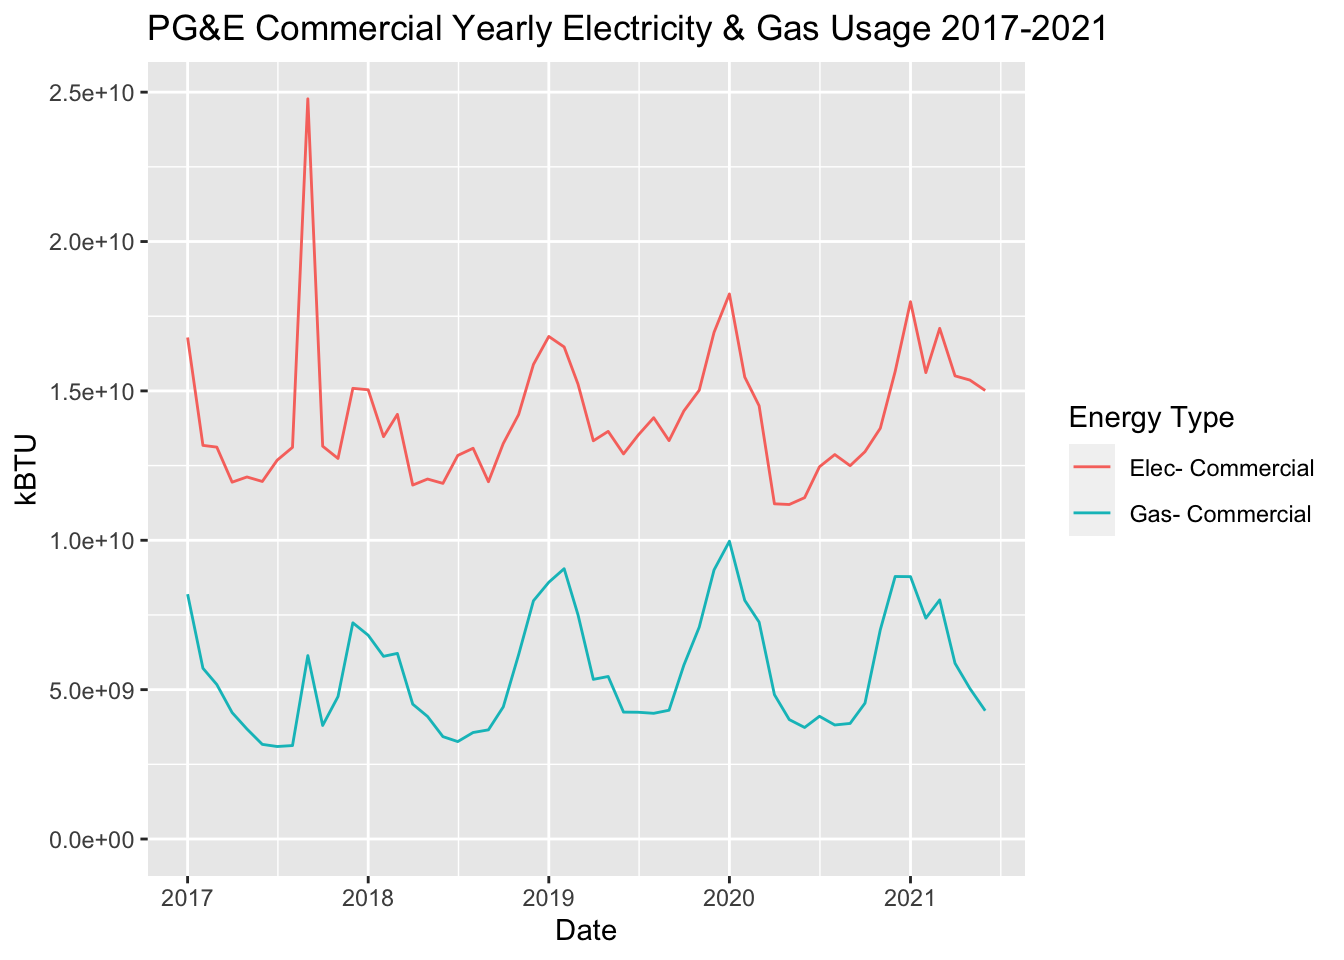 PG&E Commercial Yearly Electricity & Gas Usage 2017-2021
2.5e+10
2.0e+10
1.5e+10
1.0e+10
5.0e+09
0.0e+00
kBTU
2017 2018 2019 2020 2021
Date
Energy Type
Elec- Commercial
Gas- Commercial